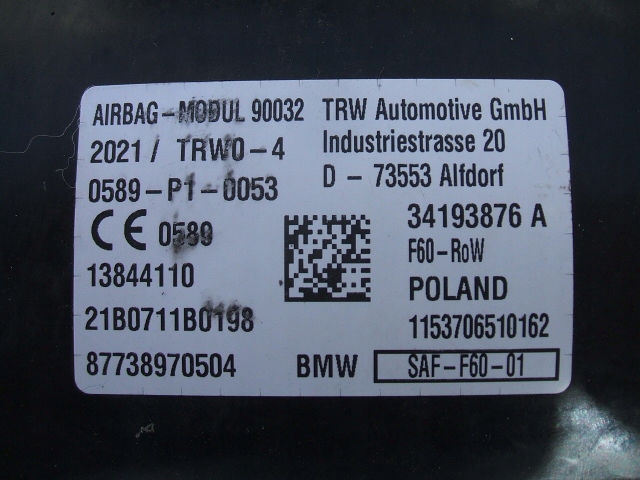 AIRBAG-MODUL 90032
2021/ TRW0-4
0589-P1-0053
CE 0589
13844110
21B0711B0198
87738970504
TRW Automotive GmbH
Industriestrasse 20
D - 73553 Alfdorf
34193876 A
F60-RoW
POLAND
1153706510162
BMW SAF-F60-01